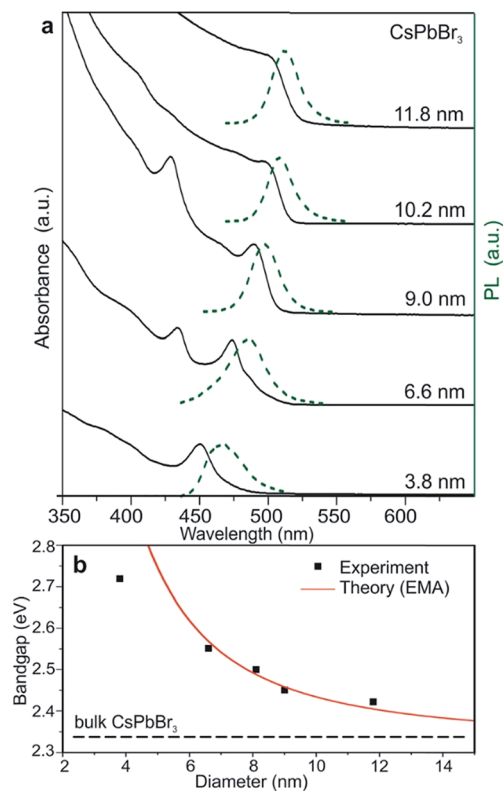 a
CsPbBr3
11.8 nm
10.2 nm
9.0 nm
6.6 nm
3.8 nm
Absorbance (a.u.)
PL (a.u.)
350 400 450 500 550 600
Wavelength (nm)
b
Experiment
Theory (EMA)
2.8
2.7
2.6
2.5
2.4
2.3
Bandgap (eV)
bulk CsPbBr3
2 4 6 8 10 12 14
Diameter (nm)